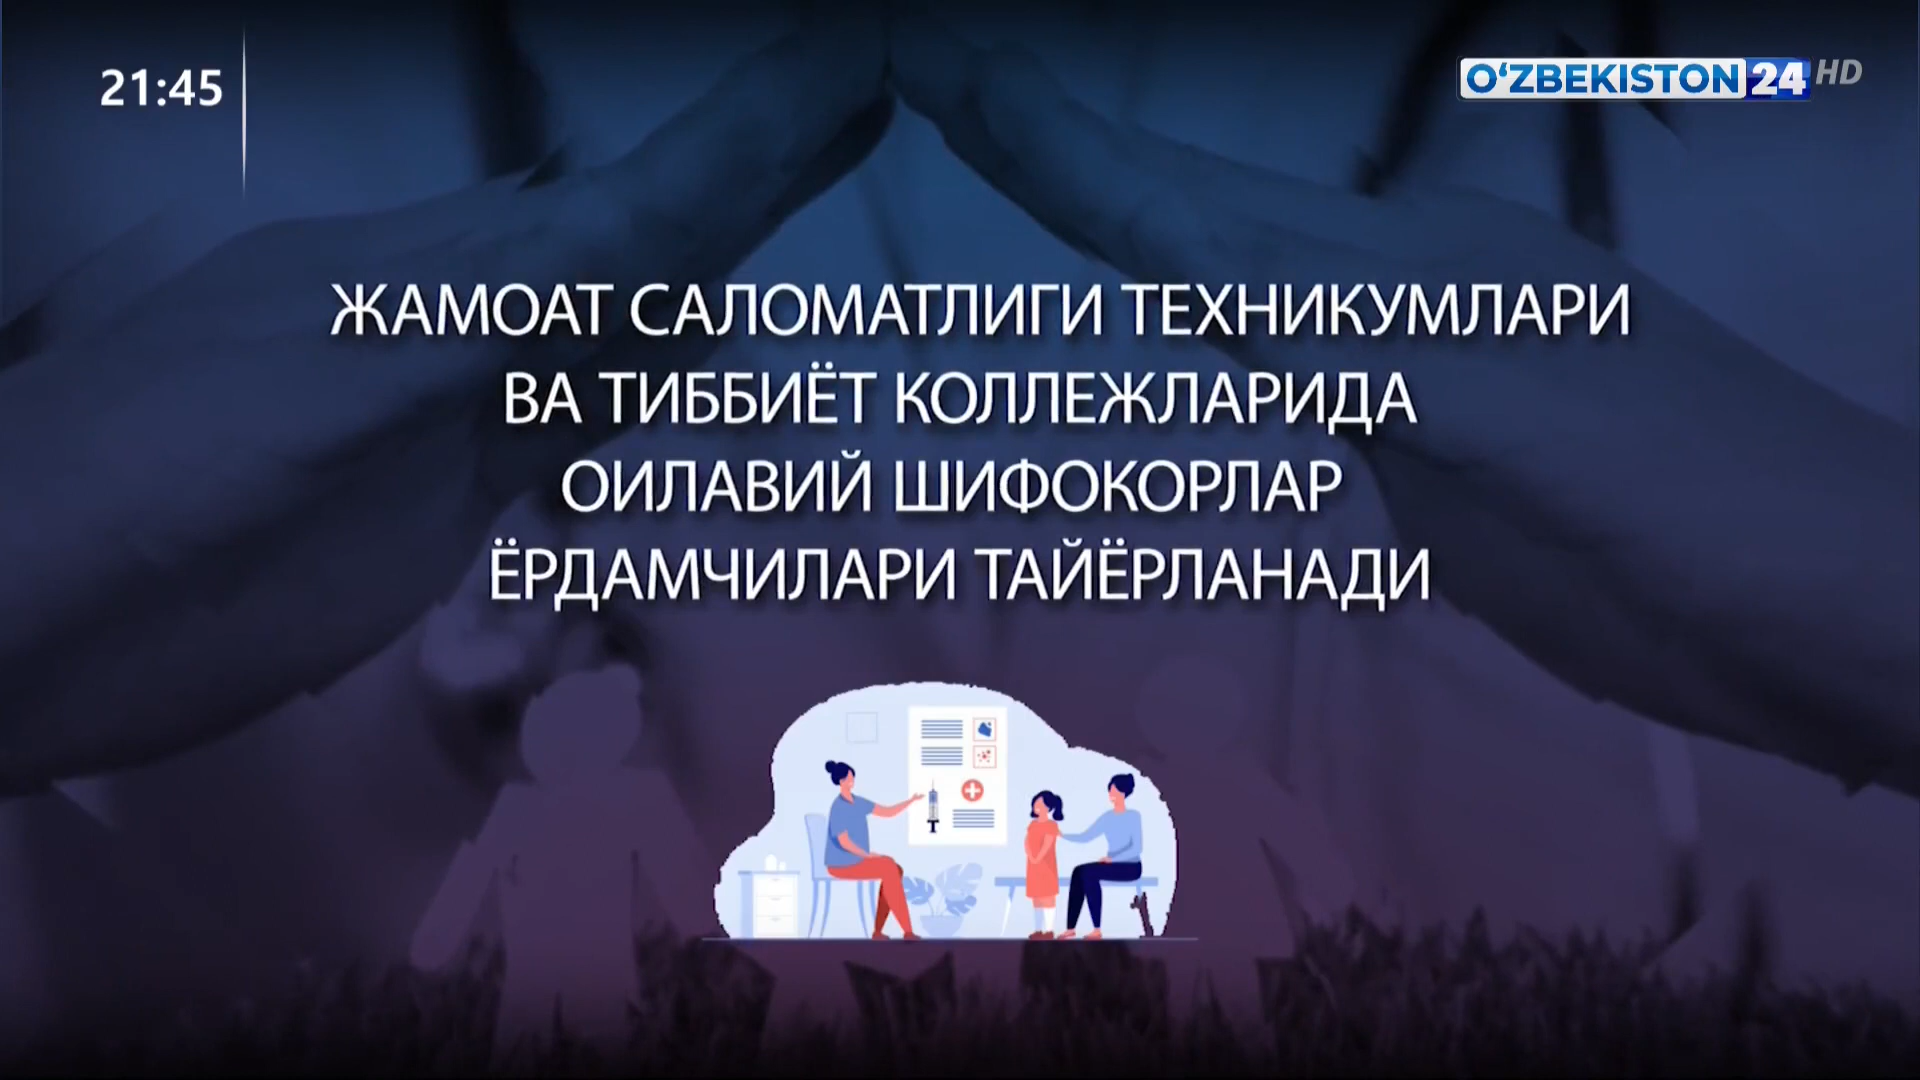 21:45
O‘ZBEKISTON 24 HD
ЖАМОАТ САЛОМАТЛИГИ ТЕХНИКУМЛАРИ
ВА ТИББИЁТ КОЛЛЕЖЛАРИДА
ОИЛАВИЙ ШИФОКОРЛАР
ЁРДАМЧИЛАРИ ТАЙЁРЛАНАДИ